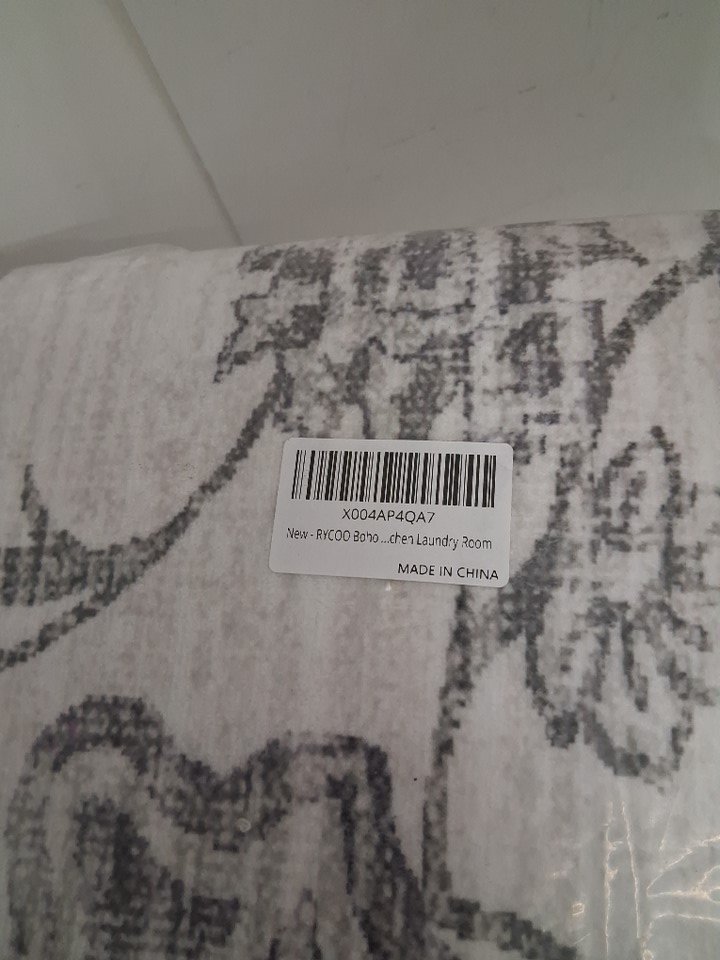 X004AP4QA7
New - RYCOO Boho ...chen Laundry Room
MADE IN CHINA